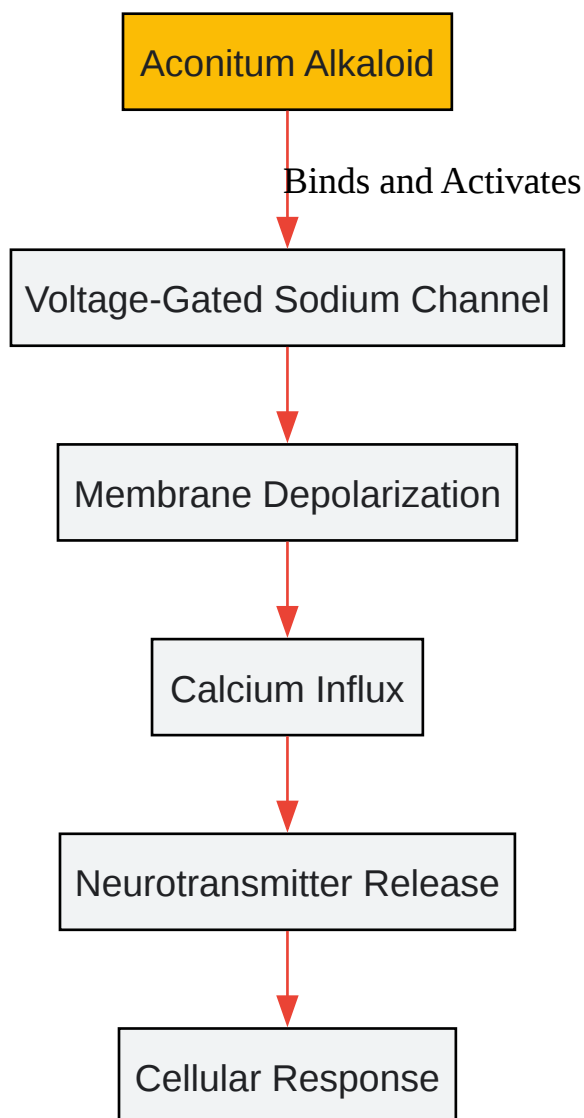 Aconitum Alkaloid
Binds and Activates
Voltage-Gated Sodium Channel
Membrane Depolarization
Calcium Influx
Neurotransmitter Release
Cellular Response